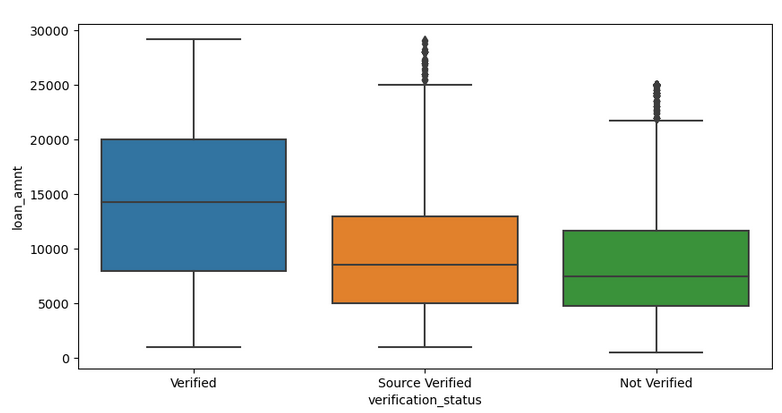 30000
25000
20000
15000
10000
5000
0
loan_amnt
Verified
Source Verified
Not Verified
verification_status